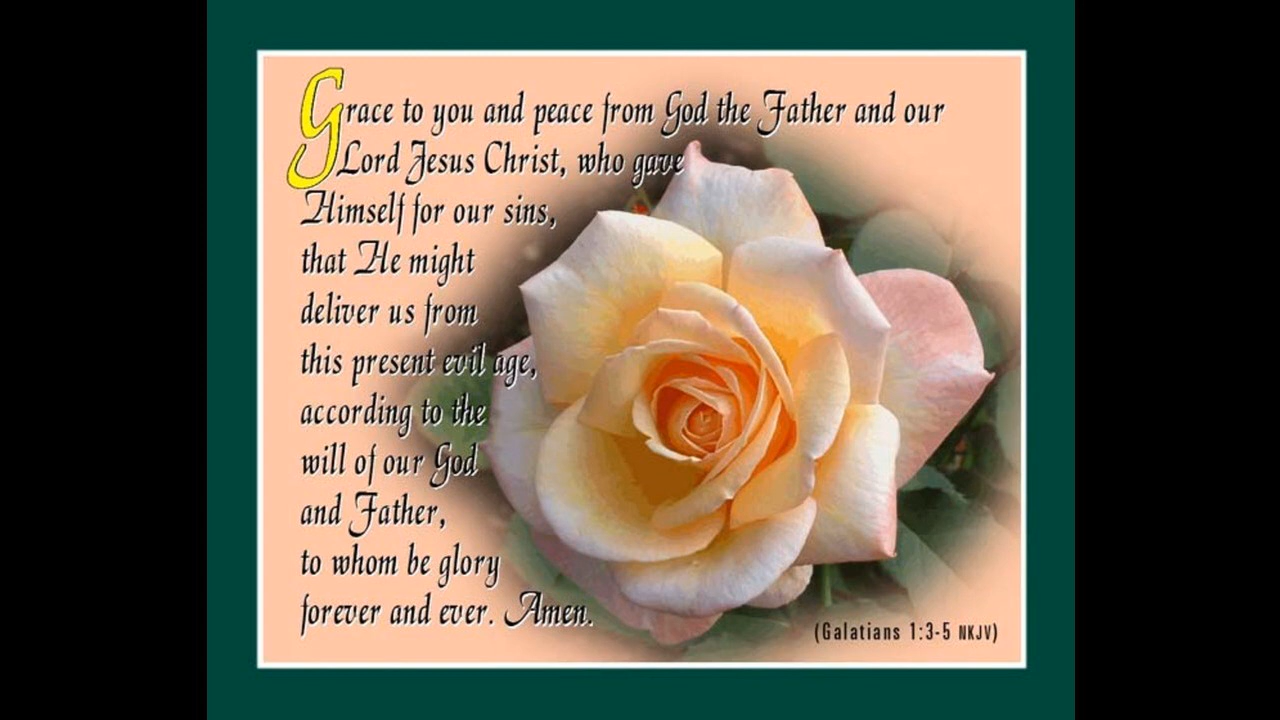 Grace to you and peace from God the Father and our
Lord Jesus Christ, who gave
Himself for our sins,
that He might
deliver us from
this present evil age,
according to the
will of our God
and Father,
to whom be glory
forever and ever. Amen.
(Galatians 1:3-5 NKJV)